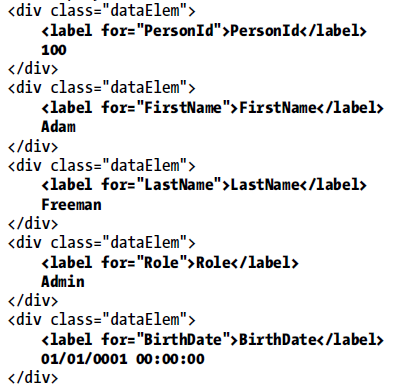 <div class="dataElem">
<label for="PersonId">PersonId</label>
100
</div>
<div class="dataElem">
<label for="FirstName">FirstName</label>
Adam
</div>
<div class="dataElem">
<label for="LastName">LastName</label>
Freeman
</div>
<div class="dataElem">
<label for="Role">Role</label>
Admin
</div>
<div class="dataElem">
<label for="BirthDate">BirthDate</label>
01/01/0001 00:00:00
</div>